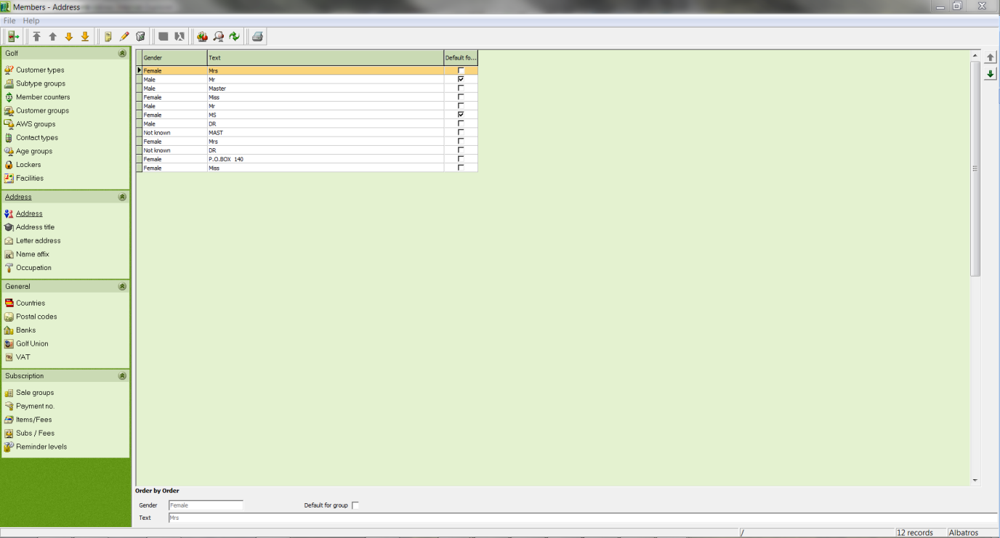 Members - Address
File Help
Golf
Customer types
Subtype groups
Member counters
Customer groups
AWS groups
Contact types
Age groups
Lockers
Facilities
Address
Address
Address title
Letter address
Name affix
Occupation
General
Countries
Postal codes
Banks
Golf Union
VAT
Subscription
Sale groups
Payment no.
Items/Fees
Subs / Fees
Reminder levels
Gender Text Default fo...
Female Mrs
Male Mr
Male Master
Female Miss
Male Mr
Female MS
Male DR
Not known MAST
Female Mrs
Not known DR
Female P.O.BOX 140
Female Miss
Order by Order
Gender Female Default for group
Text Mrs
/ 12 records Albatros